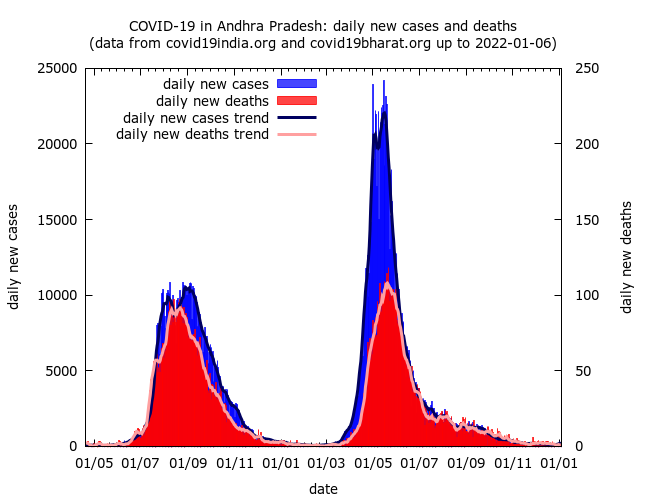 COVID-19 in Andhra Pradesh: daily new cases and deaths
(data from covid19india.org and covid19bharat.org up to 2022-01-06)
25000
20000
15000
10000
5000
0
250
200
150
100
50
0
daily new cases
daily new deaths
daily new cases trend
daily new deaths trend
daily new cases
daily new deaths
01/05 01/07 01/09 01/11 01/01 01/03 01/05 01/07 01/09 01/11 01/01
date